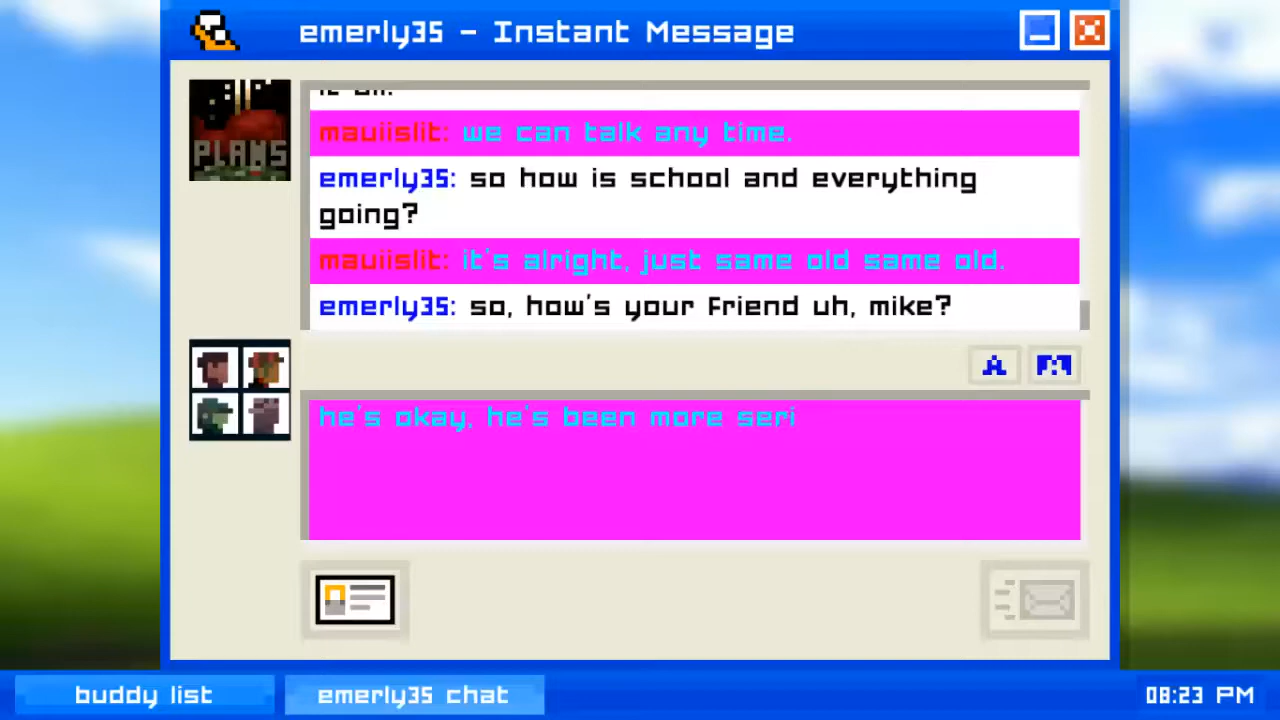 emerly35 - Instant Message
PLANS
mauiislit: we can talk any time.
emerly35: so how is school and everything
going?
mauiislit: it's alright, just same old same old.
emerly35: so, how's your friend uh, mike?
A
he's okay, he's been more seri
buddy list
emerly35 chat
08:23 PM